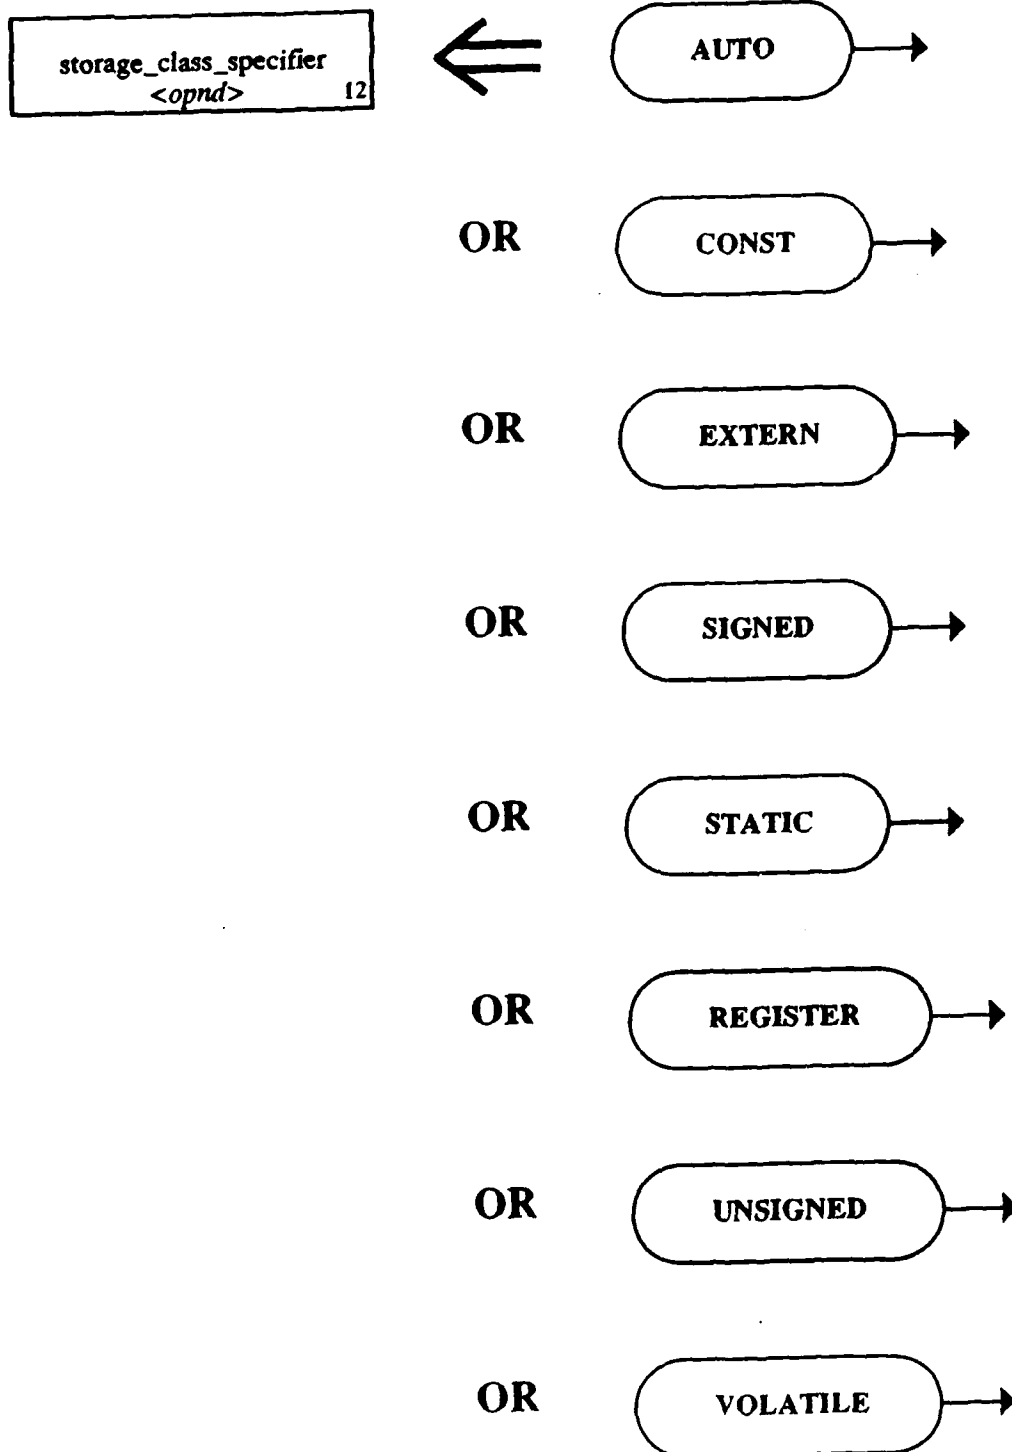 storage_class_specifier
<opnd> 12
AUTO
OR CONST
OR EXTERN
OR SIGNED
OR STATIC
OR REGISTER
OR UNSIGNED
OR VOLATILE